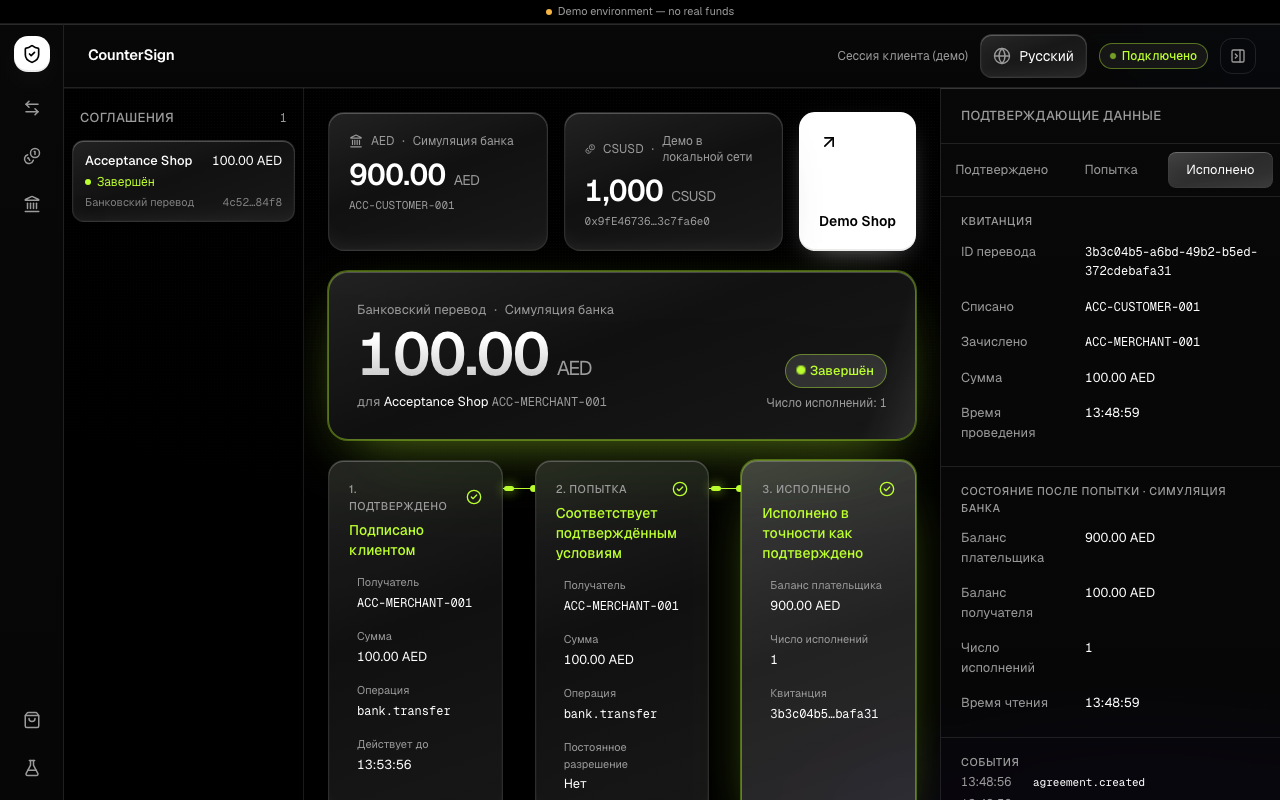 Demo environment — no real funds
CounterSign
Сессия клиента (демо)
Русский
Подключено
СОГЛАШЕНИЯ 1
Acceptance Shop 100.00 AED
Завершён
Банковский перевод 4c52…84f8
AED · Симуляция банка
900.00 AED
ACC-CUSTOMER-001
CSUSD · Демо в
локальной сети
1,000 CSUSD
0x9fE46736…3c7fa6e0
Demo Shop
Банковский перевод · Симуляция банка
100.00 AED
для Acceptance Shop ACC-MERCHANT-001
Завершён
Число исполнений: 1
1.
ПОДТВЕРЖДЕНО
Подписано
клиентом
Получатель
ACC-MERCHANT-001
Сумма
100.00 AED
Операция
bank.transfer
Действует до
13:53:56
2. ПОПЫТКА
Соответствует
подтверждённым
условиям
Получатель
ACC-MERCHANT-001
Сумма
100.00 AED
Операция
bank.transfer
Постоянное
разрешение
Нет
3. ИСПОЛНЕНО
Исполнено в
точности как
подтверждено
Баланс плательщика
900.00 AED
Число исполнений
1
Квитанция
3b3c04b5…bafa31
ПОДТВЕРЖДАЮЩИЕ ДАННЫЕ
Подтверждено Попытка Исполнено
КВИТАНЦИЯ
ID перевода 3b3c04b5-a6bd-49b2-b5ed-
372cdebafa31
Списано ACC-CUSTOMER-001
Зачислено ACC-MERCHANT-001
Сумма 100.00 AED
Время 13:48:59
проведения
СОСТОЯНИЕ ПОСЛЕ ПОПЫТКИ · СИМУЛЯЦИЯ
БАНКА
Баланс 900.00 AED
плательщика
Баланс 100.00 AED
получателя
Число 1
исполнений
Время чтения 13:48:59
СОБЫТИЯ
13:48:56 agreement.created